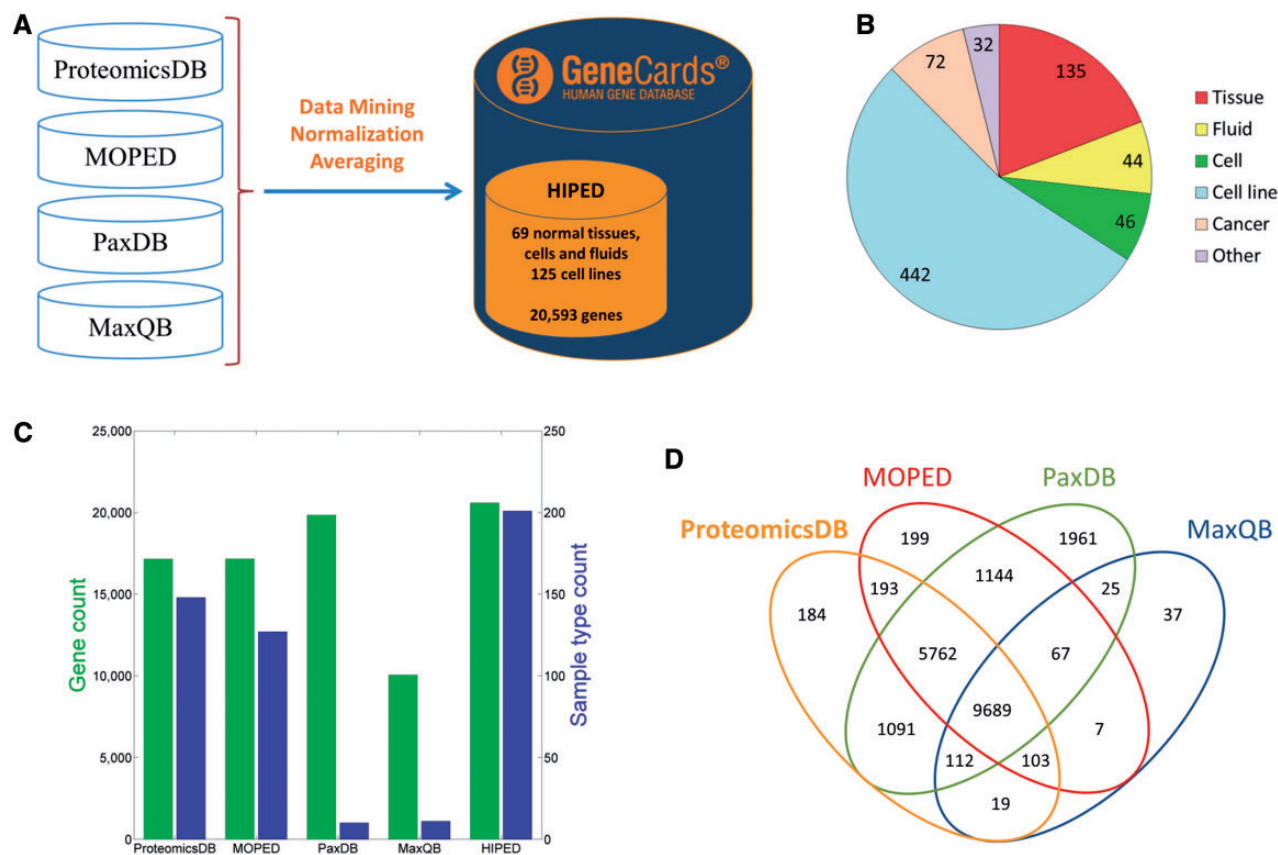 A
ProteomicsDB
MOPED
PaxDB
MaxQB
Data Mining
Normalization
Averaging
GeneCards®
HUMAN GENE DATABASE
HIPED
69 normal tissues,
cells and fluids
125 cell lines
20,593 genes
B
32
72
135
44
46
442
Tissue
Fluid
Cell
Cell line
Cancer
Other
C
Gene count
25,000
20,000
15,000
10,000
5,000
0
250
200
150
100
50
0
Sample type count
ProteomicsDB
MOPED
PaxDB
MaxQB
HIPED
D
MOPED
PaxDB
ProteomicsDB
MaxQB
199
1961
193
1144
25
184
37
5762
67
9689
1091
7
112
103
19